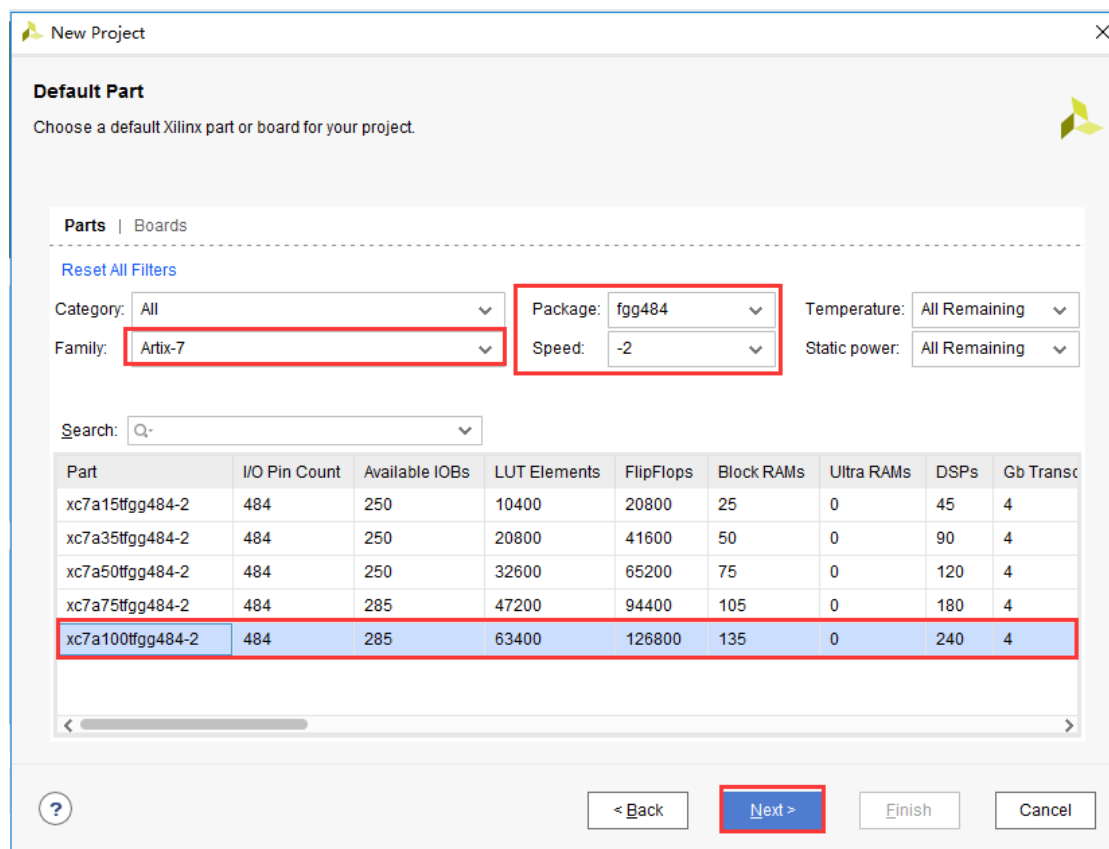 New Project
Default Part
Choose a default Xilinx part or board for your project.
Parts | Boards
Reset All Filters
Category: All Package: fgg484 Temperature: All Remaining
Family: Artix-7 Speed: -2 Static power: All Remaining
Search: Q-
Part I/O Pin Count Available IOBs LUT Elements FlipFlops Block RAMs Ultra RAMs DSPs Gb Transc
xc7a15tfgg484-2 484 250 10400 20800 25 0 45 4
xc7a35tfgg484-2 484 250 20800 41600 50 0 90 4
xc7a50tfgg484-2 484 250 32600 65200 75 0 120 4
xc7a75tfgg484-2 484 285 47200 94400 105 0 180 4
xc7a100tfgg484-2 484 285 63400 126800 135 0 240 4
? < Back Next > Finish Cancel